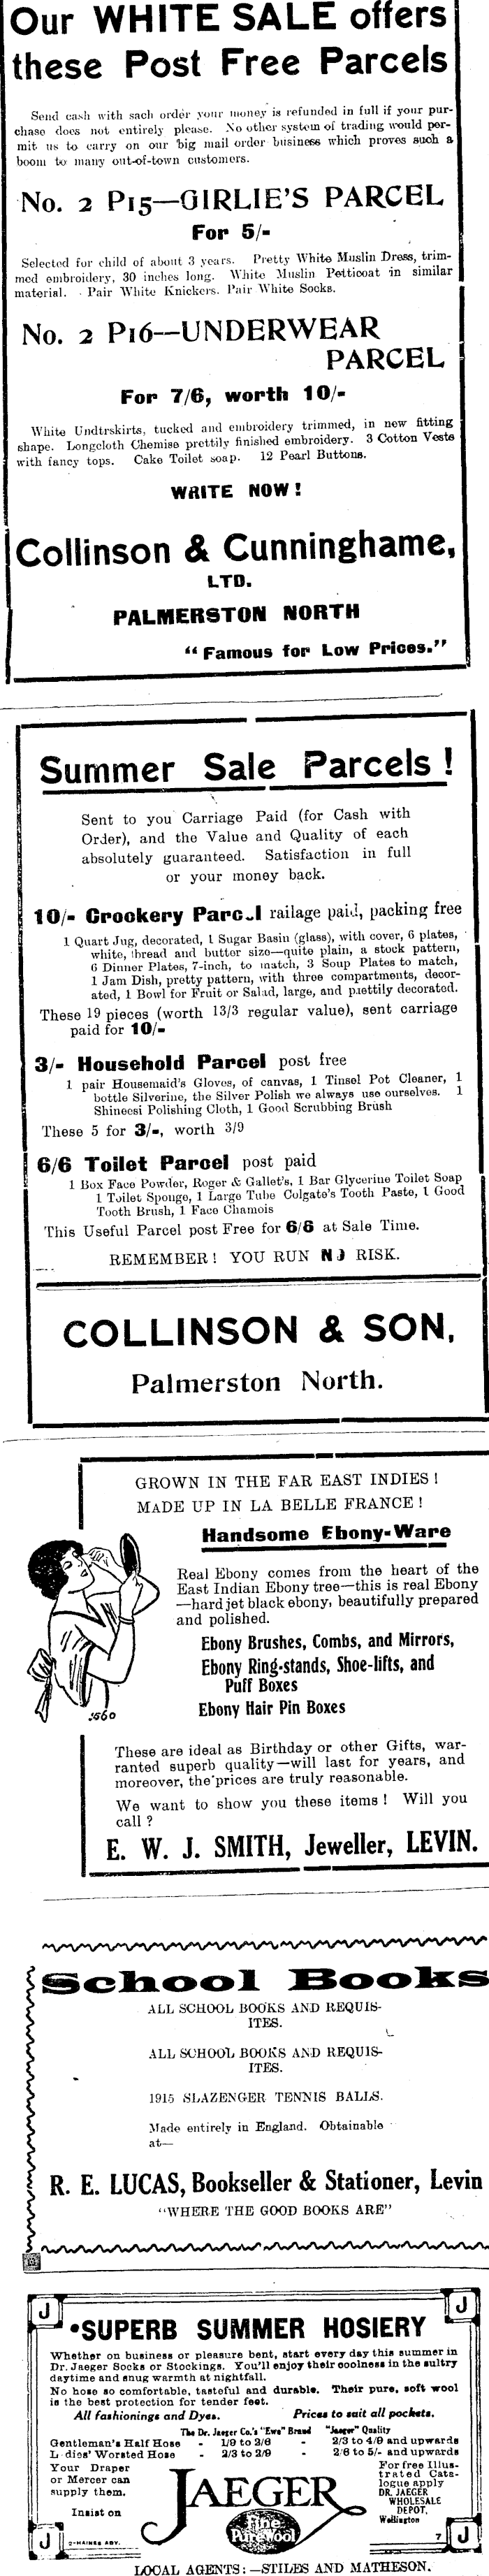 Our WHITE SALE offers
these Post Free Parcels
Send cash with sach order your money is refunded in full if your pur-
chase does not entirely please. No other system of trading would per-
mit us to carry on our big mail order business which proves such a
boom to many out-of-town customers.
No. 2 P15—GIRLIE'S PARCEL
For 5/-
Selected for child of about 3 years. Pretty White Muslin Dress, trim-
med embroidery, 30 inches long. White Muslin Petticoat in similar
material. Pair White Knickers. Pair White Socks.
No. 2 P16—UNDERWEAR
PARCEL
For 7/6, worth 10/-
White Undtrskirts, tucked and embroidery trimmed, in new fitting
shape. Longcloth Chemise prettily finished embroidery. 3 Cotton Vests
with fancy tops. Cake Toilet soap. 12 Pearl Buttons.
WRITE NOW!
Collinson & Cunninghame,
LTD.
PALMERSTON NORTH
"Famous for Low Prices."
Summer Sale Parcels!
Sent to you Carriage Paid (for Cash with
Order), and the Value and Quality of each
absolutely guaranteed. Satisfaction in full
or your money back.
10/- Crockery Parcel railage paid, packing free
1 Quart Jug, decorated, 1 Sugar Basin (glass), with cover, 6 plates,
white, bread and butter size—quite plain, a stock pattern,
6 Dinner Plates, 7-inch, to match, 3 Soup Plates to match,
1 Jam Dish, pretty pattern, with three compartments, decor-
ated, 1 Bowl for Fruit or Salad, large, and prettily decorated.
These 19 pieces (worth 13/3 regular value), sent carriage
paid for 10/-
3/- Household Parcel post free
1 pair Housemaid's Gloves, of canvas, 1 Tinsel Pot Cleaner, 1
bottle Silverine, the Silver Polish we always use ourselves. 1
Shineesi Polishing Cloth, 1 Good Scrubbing Brush
These 5 for 3/-, worth 3/9
6/6 Toilet Parcel post paid
1 Box Face Powder, Roger & Gallet's, 1 Bar Glycerine Toilet Soap
1 Toilet Sponge, 1 Large Tube Colgate's Tooth Paste, 1 Good
Tooth Brush, 1 Face Chamois
This Useful Parcel post Free for 6/6 at Sale Time.
REMEMBER! YOU RUN NO RISK.
COLLINSON & SON,
Palmerston North.
GROWN IN THE FAR EAST INDIES!
MADE UP IN LA BELLE FRANCE!
Handsome Ebony-Ware
Real Ebony comes from the heart of the
East Indian Ebony tree—this is real Ebony
—hard jet black ebony, beautifully prepared
and polished.
Ebony Brushes, Combs, and Mirrors,
Ebony Ring-stands, Shoe-lifts, and
Puff Boxes
Ebony Hair Pin Boxes
These are ideal as Birthday or other Gifts, war-
ranted superb quality—will last for years, and
moreover, the prices are truly reasonable.
We want to show you these items! Will you
call?
E. W. J. SMITH, Jeweller, LEVIN.
School Books
ALL SCHOOL BOOKS AND REQUIS-
ITES.
ALL SCHOOL BOOKS AND REQUIS-
ITES.
1915 SLAZENGER TENNIS BALLS.
Made entirely in England. Obtainable
at—
R. E. LUCAS, Bookseller & Stationer, Levin
"WHERE THE GOOD BOOKS ARE"
J J
SUPERB SUMMER HOSIERY
Whether on business or pleasure bent, start every day this summer in
Dr. Jaeger Socks or Stockings. You'll enjoy their coolness in the sultry
daytime and snug warmth at nightfall.
No hose so comfortable, tasteful and durable. Their pure, soft wool
is the best protection for tender feet.
All fashionings and Dyes. Prices to suit all pockets.
The Dr. Jaeger Co.'s "Ewe" Brand "Jaeger" Quality
Gentleman's Half Hose - 1/9 to 2/6 - 2/3 to 4/9 and upwards
L dies' Worsted Hose - 2/3 to 2/9 - 2/6 to 5/- and upwards
Your Draper
or Mercer can
supply them.
Insist on
JAEGER
Fine
Pure Wool
For free Illus-
trated Cata-
logue apply
DR. JAEGER
WHOLESALE
DEPOT,
Wellington
J HAINES ADV. 7 J
LOCAL AGENTS:—STILES AND MATHESON.